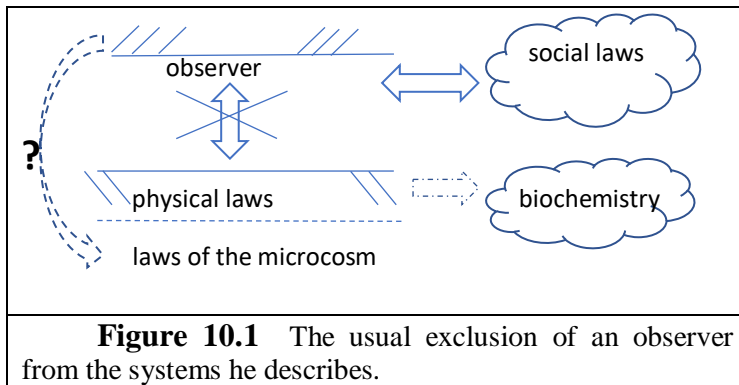 observer
social laws
?
physical laws
biochemistry
laws of the microcosm
Figure 10.1 The usual exclusion of an observer
from the systems he describes.